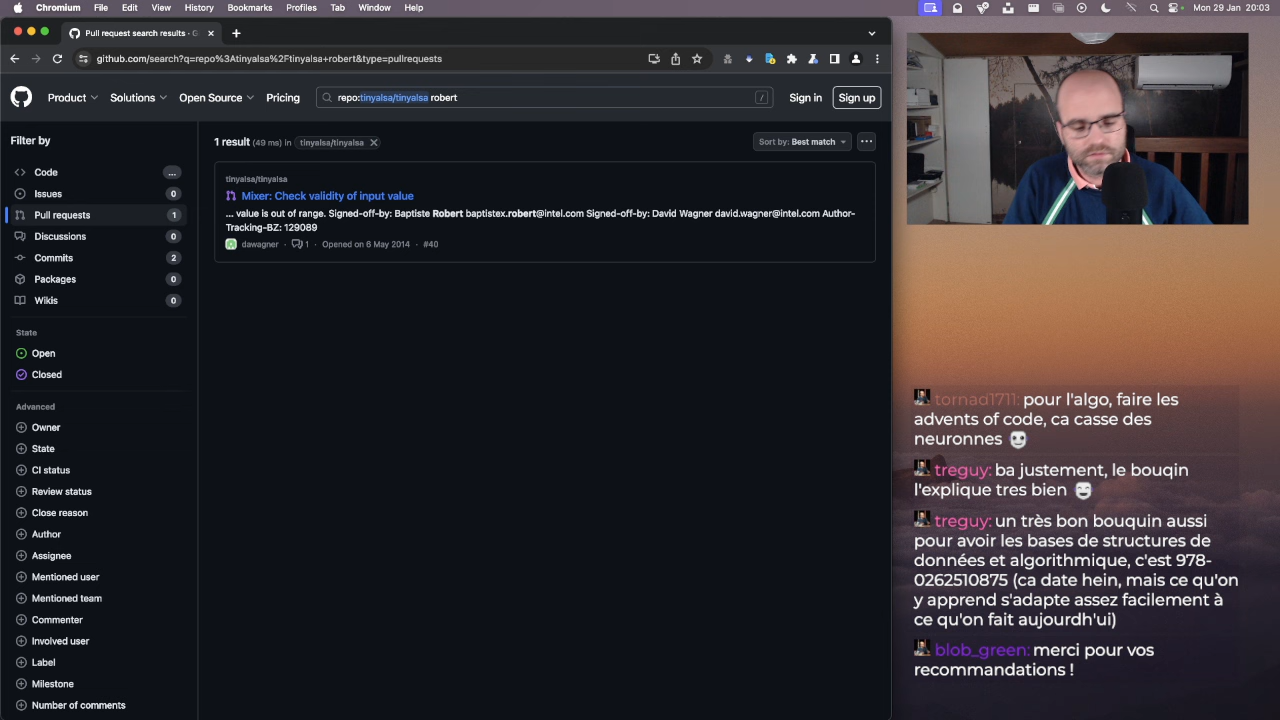 Chromium File Edit View History Bookmarks Profiles Tab Window Help Mon 29 Jan 20:03
Pull request search results · G
github.com/search?q=repo%3Atinyalsa%2Ftinyalsa+robert&type=pullrequests
Product Solutions Open Source Pricing repo:tinyalsa/tinyalsa robert / Sign in Sign up
Filter by
Code ...
Issues 0
Pull requests 1
Discussions 0
Commits 2
Packages 0
Wikis 0
State
Open
Closed
Advanced
Owner
State
CI status
Review status
Close reason
Author
Assignee
Mentioned user
Mentioned team
Commenter
Involved user
Label
Milestone
Number of comments
1 result (49 ms) in tinyalsa/tinyalsa
Sort by: Best match
tinyalsa/tinyalsa
Mixer: Check validity of input value
... value is out of range. Signed-off-by: Baptiste Robert baptistex.robert@intel.com Signed-off-by: David Wagner david.wagner@intel.com Author-
Tracking-BZ: 129089
dawagner · 1 · Opened on 6 May 2014 · #40
tornad1711: pour l'algo, faire les
advents of code, ca casse des
neuronnes
treguy: ba justement, le bouqin
l'explique tres bien
treguy: un très bon bouquin aussi
pour avoir les bases de structures de
données et algorithmique, c'est 978-
0262510875 (ca date hein, mais ce qu'on
y apprend s'adapte assez facilement à
ce qu'on fait aujourdh'ui)
blob_green: merci pour vos
recommandations !